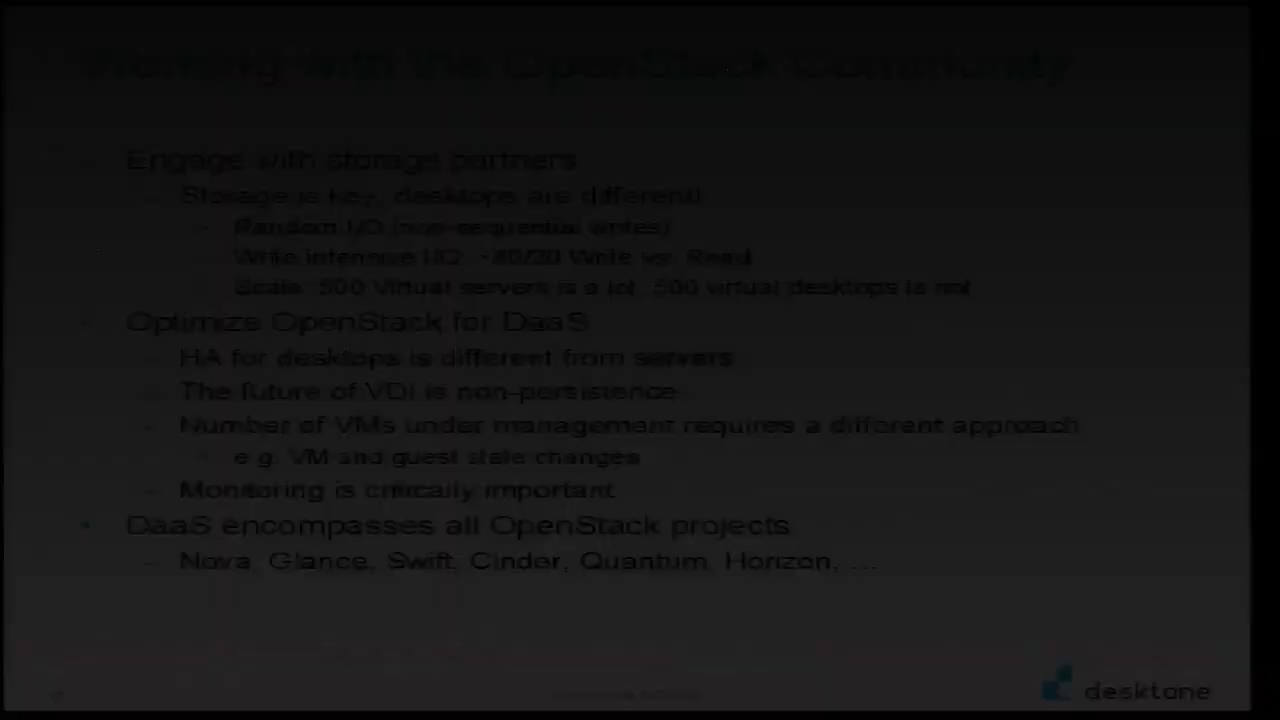 Working with the OpenStack Community
Engage with storage partners
– Storage is key, desktops are different!
– Random I/O (non-sequential writes)
– Write intensive I/O: ~80/20 Write vs. Read
– Scale: 500 Virtual servers is a lot, 500 virtual desktops is not
• Optimize OpenStack for DaaS
– HA for desktops is different from servers
– The future of VDI is non-persistence
– Number of VMs under management requires a different approach
• e.g. VM and guest state changes
– Monitoring is critically important
• DaaS encompasses all OpenStack projects
– Nova, Glance, Swift, Cinder, Quantum, Horizon, ...
desktone